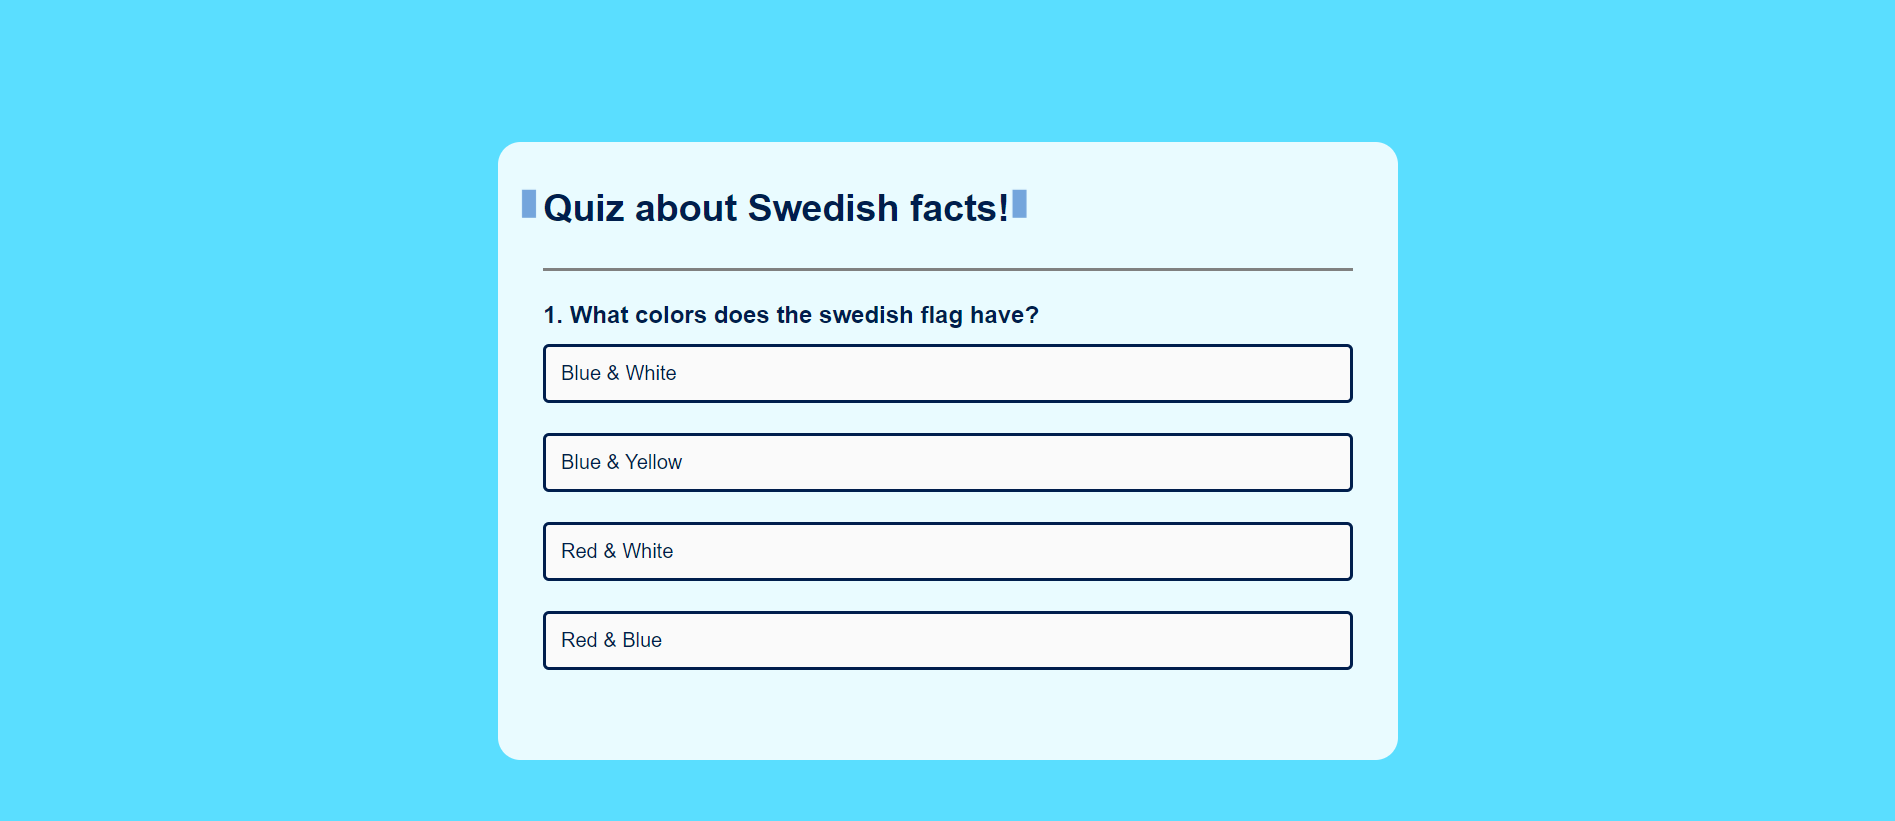 Quiz about Swedish facts!
1. What colors does the swedish flag have?
Blue & White
Blue & Yellow
Red & White
Red & Blue